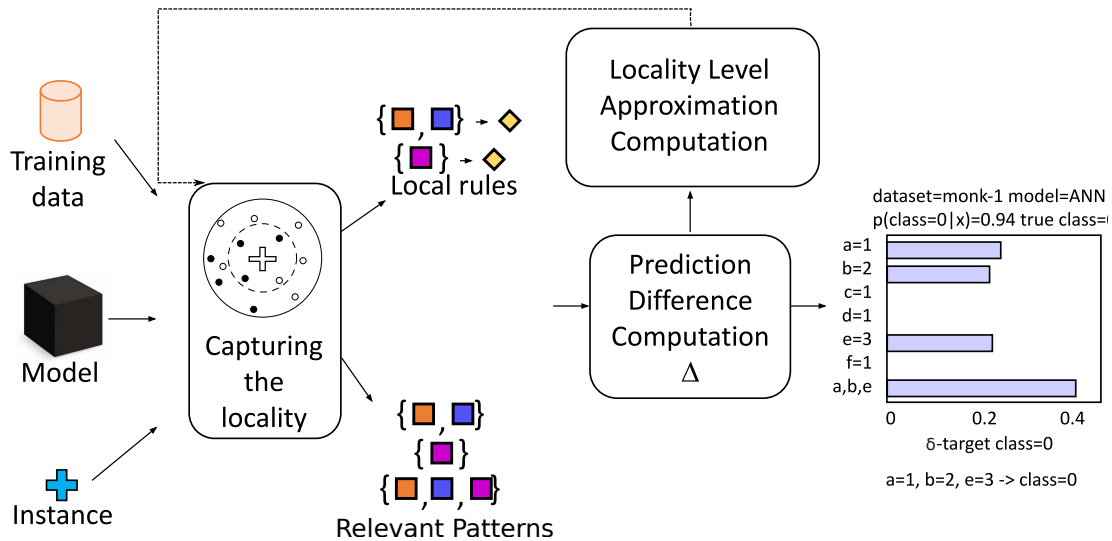 Training
data
Model
Instance
Capturing
the
locality
{ , }
{ }
Local rules
{ , }
{ }
{ , , }
Relevant Patterns
Locality Level
Approximation
Computation
Prediction
Difference
Computation
Δ
dataset=monk-1 model=ANN
p(class=0|x)=0.94 true class=
a=1
b=2
c=1
d=1
e=3
f=1
a,b,e
0 0.2 0.4
δ-target class=0
a=1, b=2, e=3 -> class=0